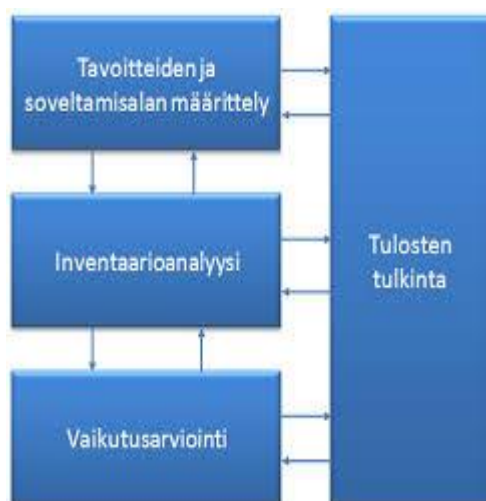 Tavoitteiden ja
soveltamisalan määrittely
Inventaarioanalyysi
Vaikutusarviointi
Tulosten
tulkinta